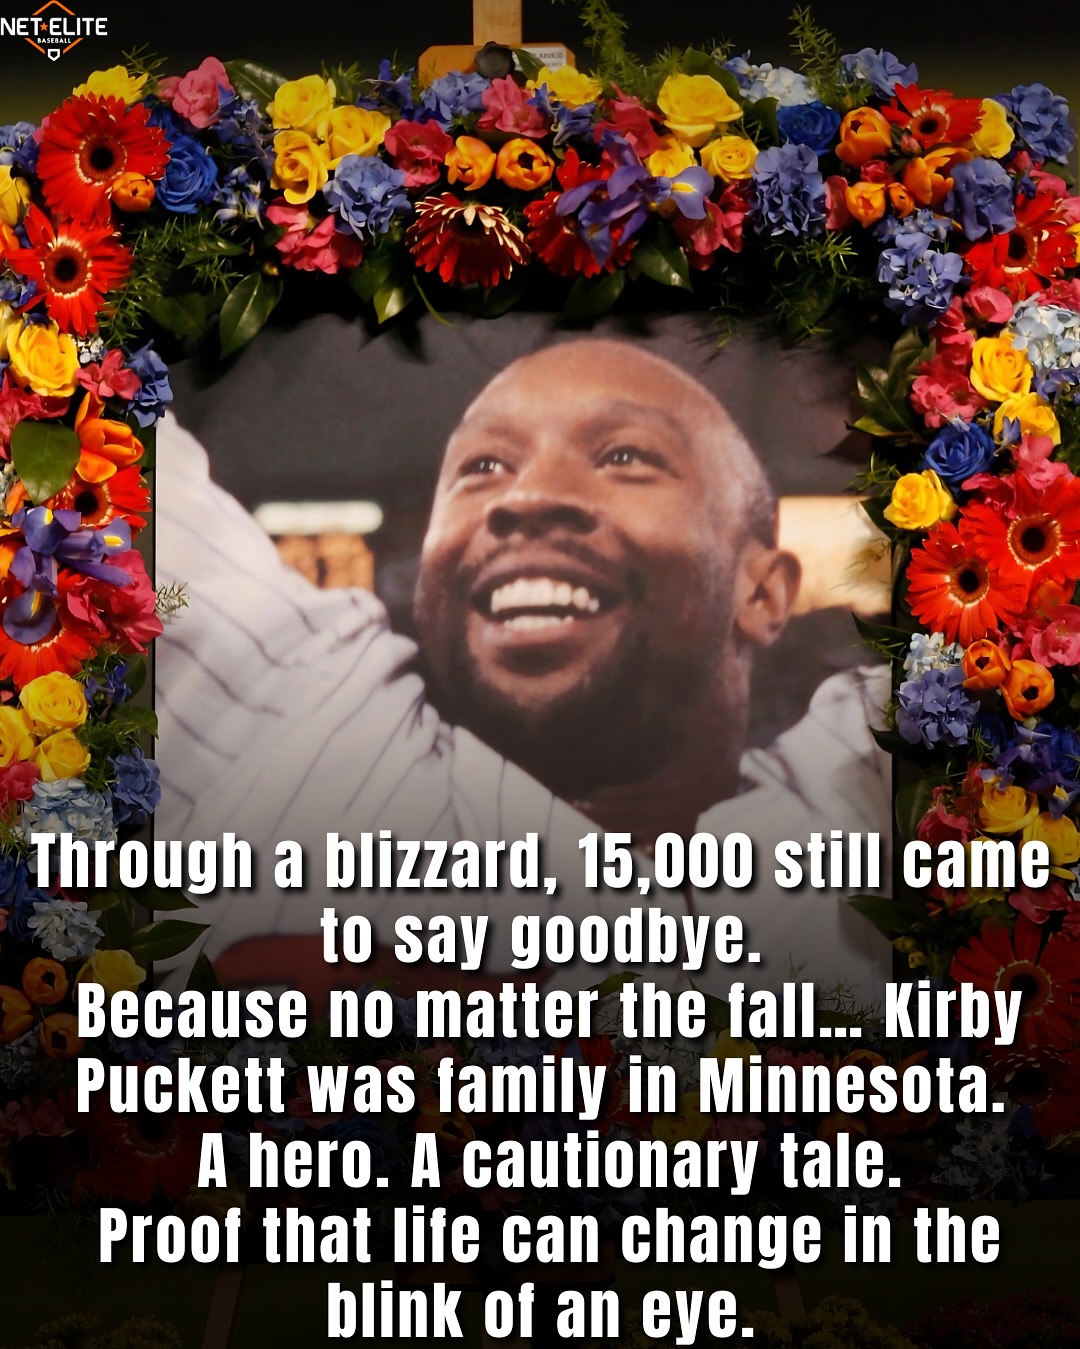 NET ELITE
BASEBALL
Through a blizzard, 15,000 still came
to say goodbye.
Because no matter the fall... Kirby
Puckett was family in Minnesota.
A hero. A cautionary tale.
Proof that life can change in the
blink of an eye.